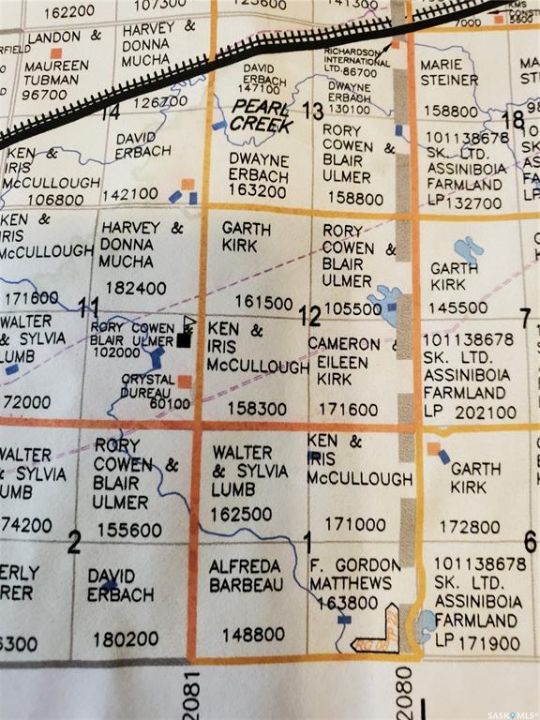 162200
107300
123600
141300
7000
5800
LANDON &
MAUREEN
TUBMAN
96700
HARVEY &
DONNA
MUCHA
126700
14
DAVID
ERBACH
147100
RICHARDSON
INTERNATIONAL
LTD. 86700
DWAYNE
ERBACH
130100
PEARL
CREEK
13
MARIE
STEINER
158800
18
KEN &
IRIS
McCULLOUGH
106800
DAVID
ERBACH
142100
DWAYNE
ERBACH
163200
RORY
COWEN &
BLAIR
ULMER
158800
101138678
SK. LTD.
ASSINIBOIA
FARMLAND
LP 132700
KEN &
IRIS
McCULLOUGH
171600
HARVEY &
DONNA
MUCHA
182400
11
GARTH
KIRK
161500
RORY
COWEN &
BLAIR
ULMER
105500
12
GARTH
KIRK
145500
7
WALTER
& SYLVIA
LUMB
72000
RORY COWEN &
BLAIR ULMER
102000
CRYSTAL
DUREAU
60100
KEN &
IRIS
McCULLOUGH
158300
CAMERON &
EILEEN
KIRK
171600
101138678
SK. LTD.
ASSINIBOIA
FARMLAND
LP 202100
WALTER
& SYLVIA
LUMB
74200
RORY
COWEN &
BLAIR
ULMER
155600
2
WALTER
& SYLVIA
LUMB
162500
KEN &
IRIS
McCULLOUGH
171000
1
GARTH
KIRK
172800
6
ERLY
RER
6300
DAVID
ERBACH
180200
ALFREDA
BARBEAU
148800
F. GORDON
MATTHEWS
163800
101138678
SK. LTD.
ASSINIBOIA
FARMLAND
LP 171900
2081
2080
SASKMLS